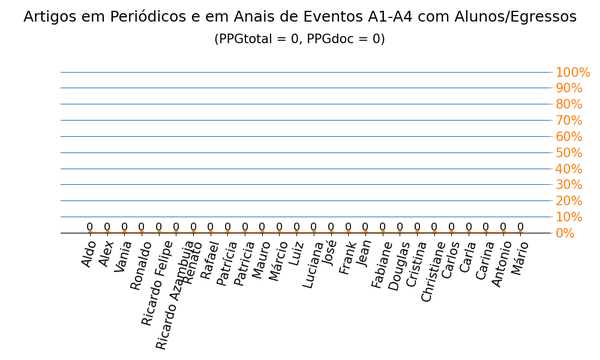 Artigos em Periódicos e em Anais de Eventos A1-A4 com Alunos/Egressos
(PPGtotal = 0, PPGdoc = 0)
100%
90%
80%
70%
60%
50%
40%
30%
20%
10%
0%
0 0 0 0 0 0 0 0 0 0 0 0 0 0 0 0 0 0 0 0 0 0 0 0 0 0
Aldo
Alex
Vania
Ronaldo
Ricardo Felipe
Ricardo Azambuja
Renato
Rafael
Patrícia
Patricia
Mauro
Márcio
Luiz
Luciana
José
Frank
Jean
Fabiane
Douglas
Cristina
Christiane
Carlos
Carla
Carina
Antonio
Mário